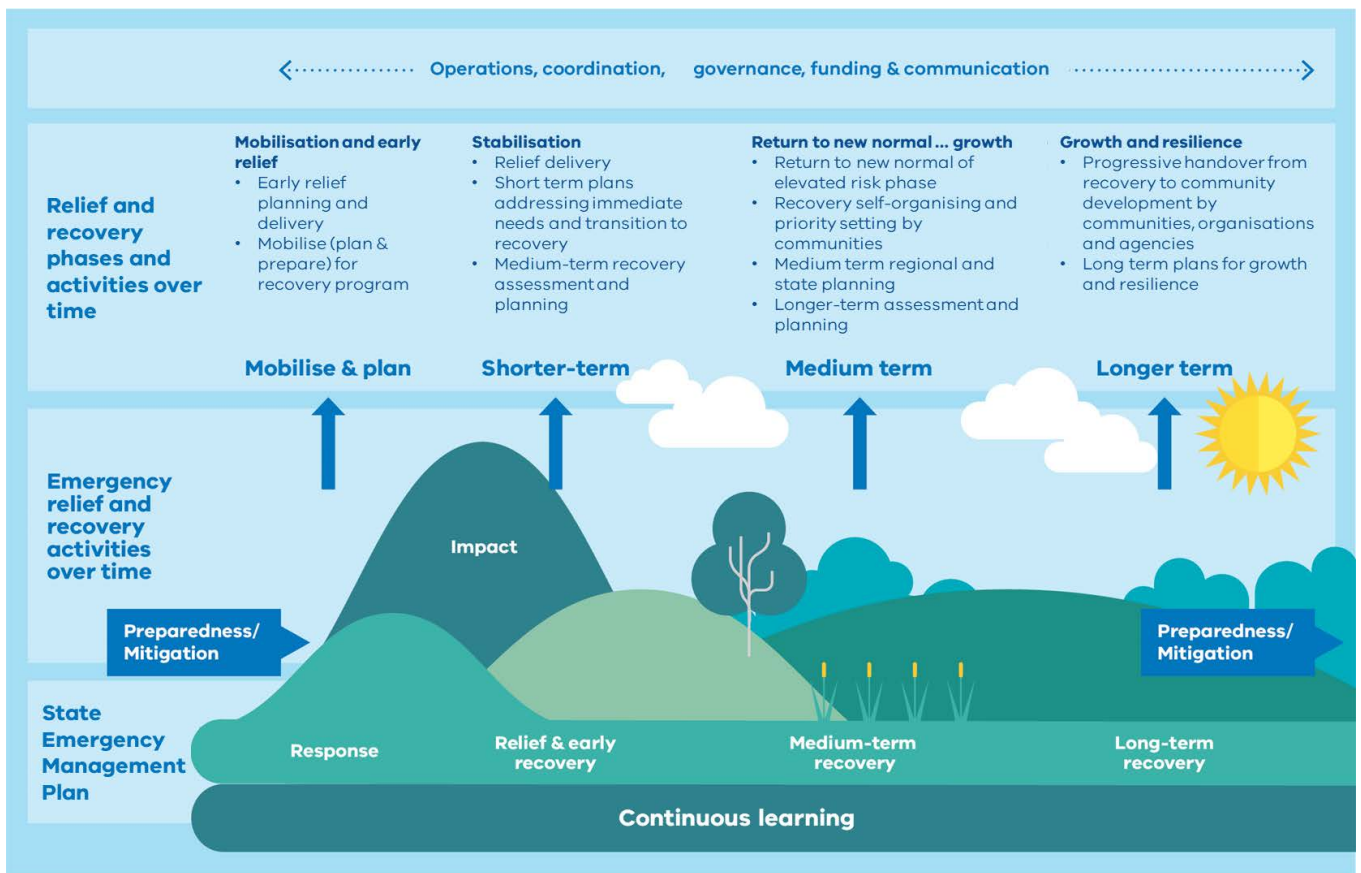 Operations, coordination, governance, funding & communication
Relief and
recovery
phases and
activities over
time
Mobilisation and early
relief
• Early relief
planning and
delivery
• Mobilise (plan &
prepare) for
recovery program
Mobilise & plan
Stabilisation
• Relief delivery
• Short term plans
addressing immediate
needs and transition to
recovery
• Medium-term recovery
assessment and
planning
Shorter-term
Return to new normal... growth
• Return to new normal of
elevated risk phase
• Recovery self-organising and
priority setting by
communities
• Medium term regional and
state planning
• Longer-term assessment and
planning
Medium term
Growth and resilience
• Progressive handover from
recovery to community
development by
communities, organisations
and agencies
• Long term plans for growth
and resilience
Longer term
Emergency
relief and
recovery
activities
over time
Impact
Preparedness/
Mitigation
Preparedness/
Mitigation
State
Emergency
Management
Plan
Response
Relief & early
recovery
Medium-term
recovery
Long-term
recovery
Continuous learning